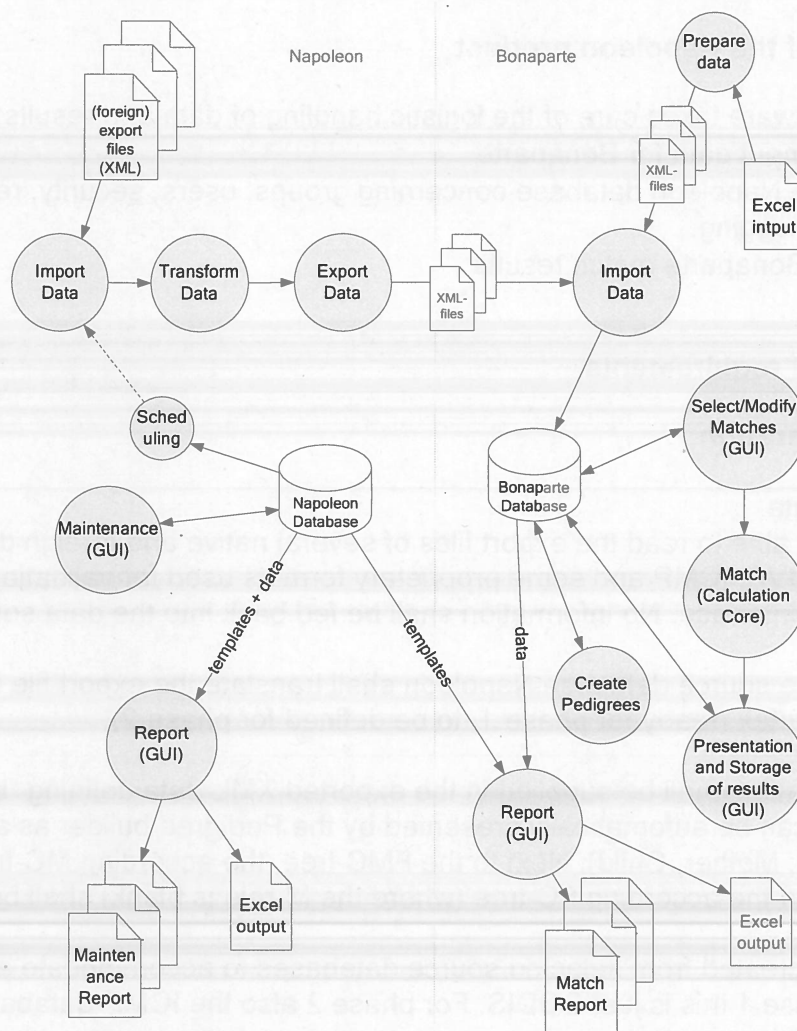 Napoleon
Bonaparte
Prepare
data
(foreign)
export
files
(XML)
XML-
files
Excel
intput
Import
Data
Transform
Data
Export
Data
XML-
files
Import
Data
Sched
uling
Select/Modify
Matches
(GUI)
Napoleon
Database
Bonaparte
Database
Maintenance
(GUI)
Match
(Calculation
Core)
templates + data
templates
data
Create
Pedigrees
Report
(GUI)
Presentation
and Storage
of results
(GUI)
Report
(GUI)
Excel
output
Mainten
ance
Report
Match
Report
Excel
output